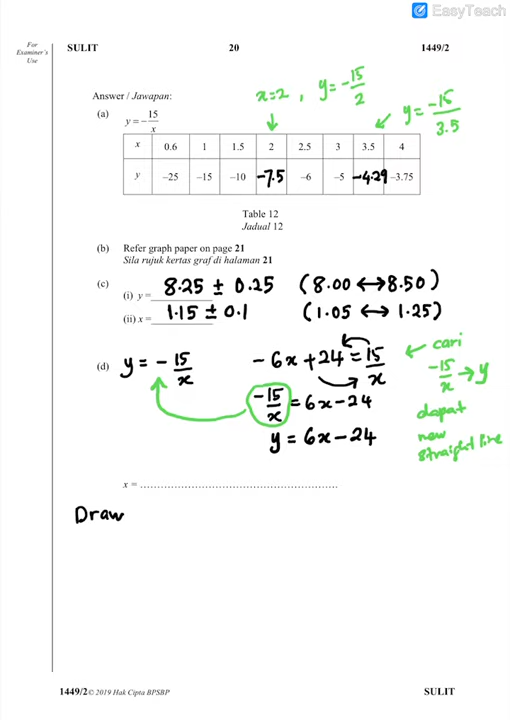 EasyTeach
For
Examiner's
Use
SULIT 20 1449/2
Answer / Jawapan:
x=2 , y = -15/2
(a) y = - 15/x
y = -15/3.5
x 0.6 1 1.5 2 2.5 3 3.5 4
y –25 –15 –10 -7.5 –6 –5 -4.29 –3.75
Table 12
Jadual 12
(b) Refer graph paper on page 21
Sila rujuk kertas graf di halaman 21
(c) (i) y = 8.25 ± 0.25 (8.00 ↔ 8.50)
(ii) x = 1.15 ± 0.1 (1.05 ↔ 1.25)
(d) y = - 15/x
-6x + 24 = 15/x
-15/x = 6x - 24
y = 6x - 24
cari
-15/x → y
dapat
new
straight line
x = ……………………………………………………
Draw
1449/2 © 2019 Hak Cipta BPSBP SULIT